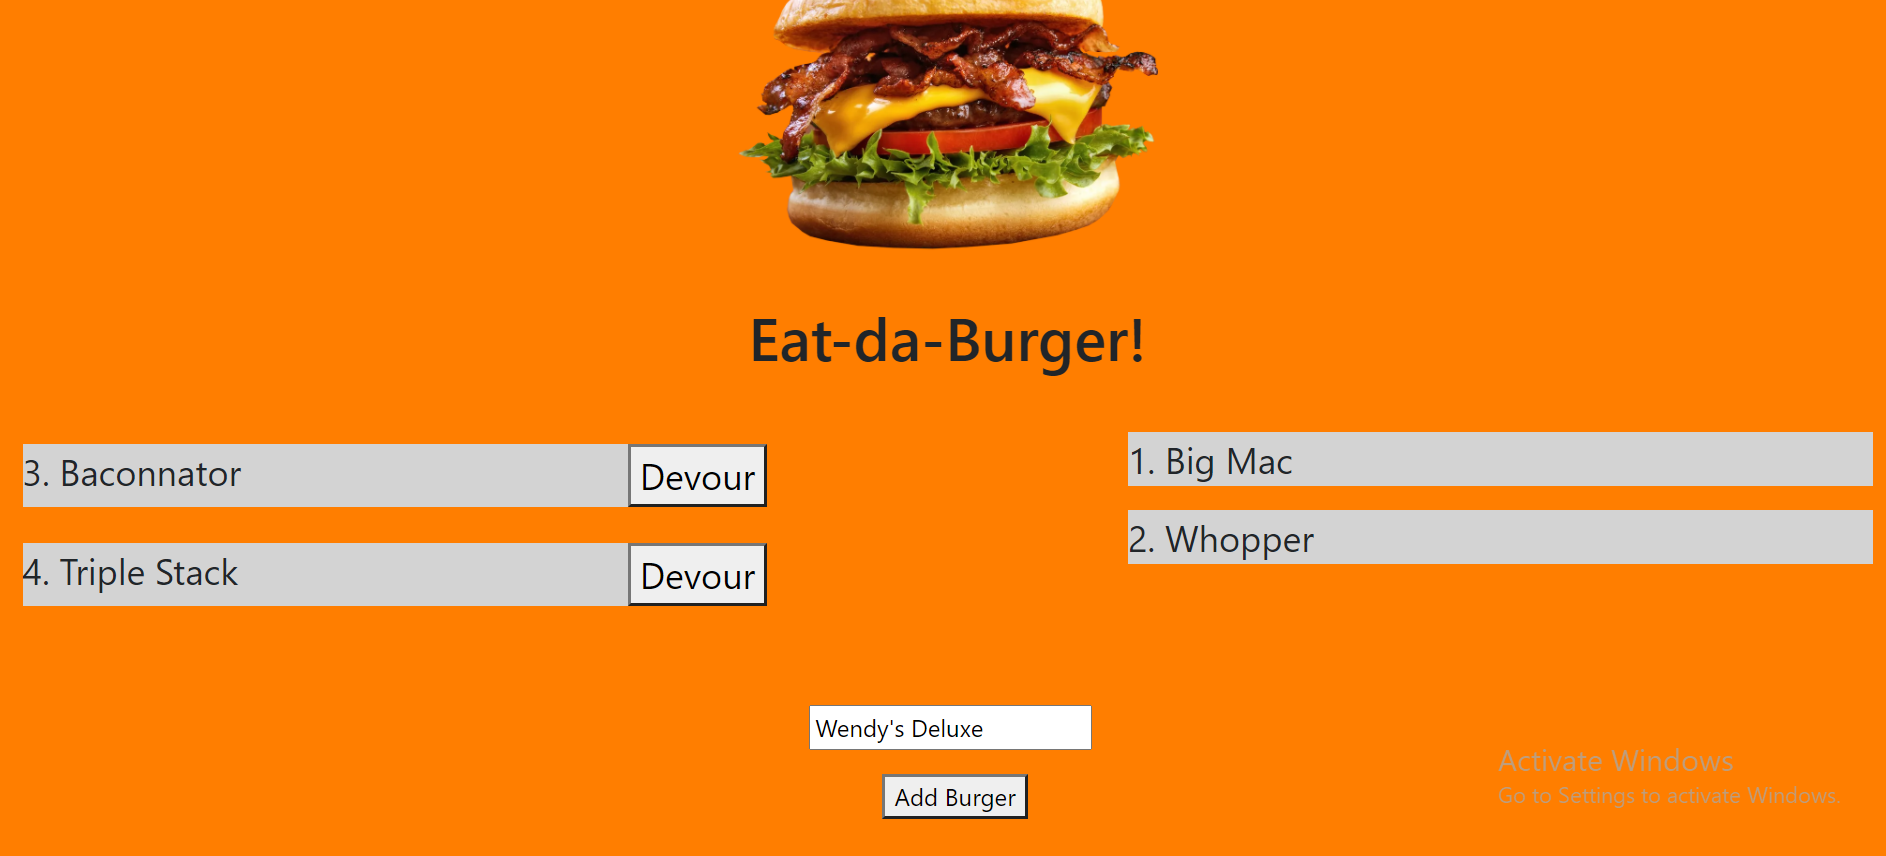 Eat-da-Burger!
3. Baconnator
Devour
4. Triple Stack
Devour
1. Big Mac
2. Whopper
Wendy's Deluxe
Add Burger
Activate Windows
Go to Settings to activate Windows.